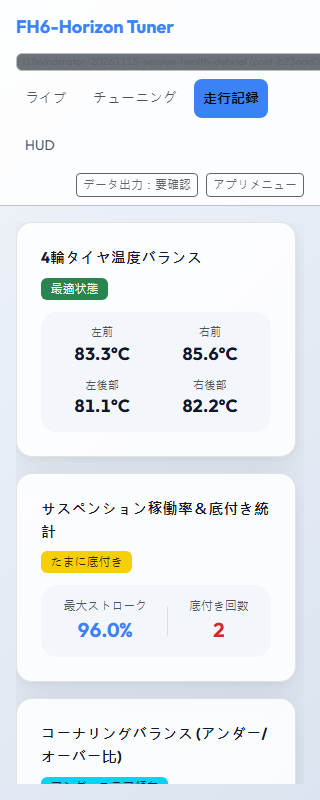 FH6-Horizon Tuner
ライブ
チューニング
走行記録
HUD
データ出力：要確認
アプリメニュー
4輪タイヤ温度バランス
最適状態
左前
右前
83.3°C
85.6°C
左後部
右後部
81.1°C
82.2°C
サスペンション稼働率＆底付き統
計
たまに底付き
最大ストローク
底付き回数
96.0%
2
コーナリングバランス (アンダー/
オーバー比)